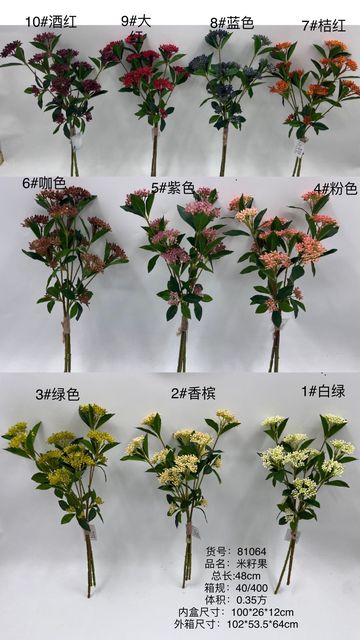 10#酒红
9#大红
8#蓝色
7#桔红
6#咖色
5#紫色
4#粉色
3#绿色
2#香槟
1#白绿
货号：81064
品名：米籽果
总长:48cm
箱规：40/400
体积：0.35方
内盒尺寸：100*26*12cm
外箱尺寸：102*53.5*64cm